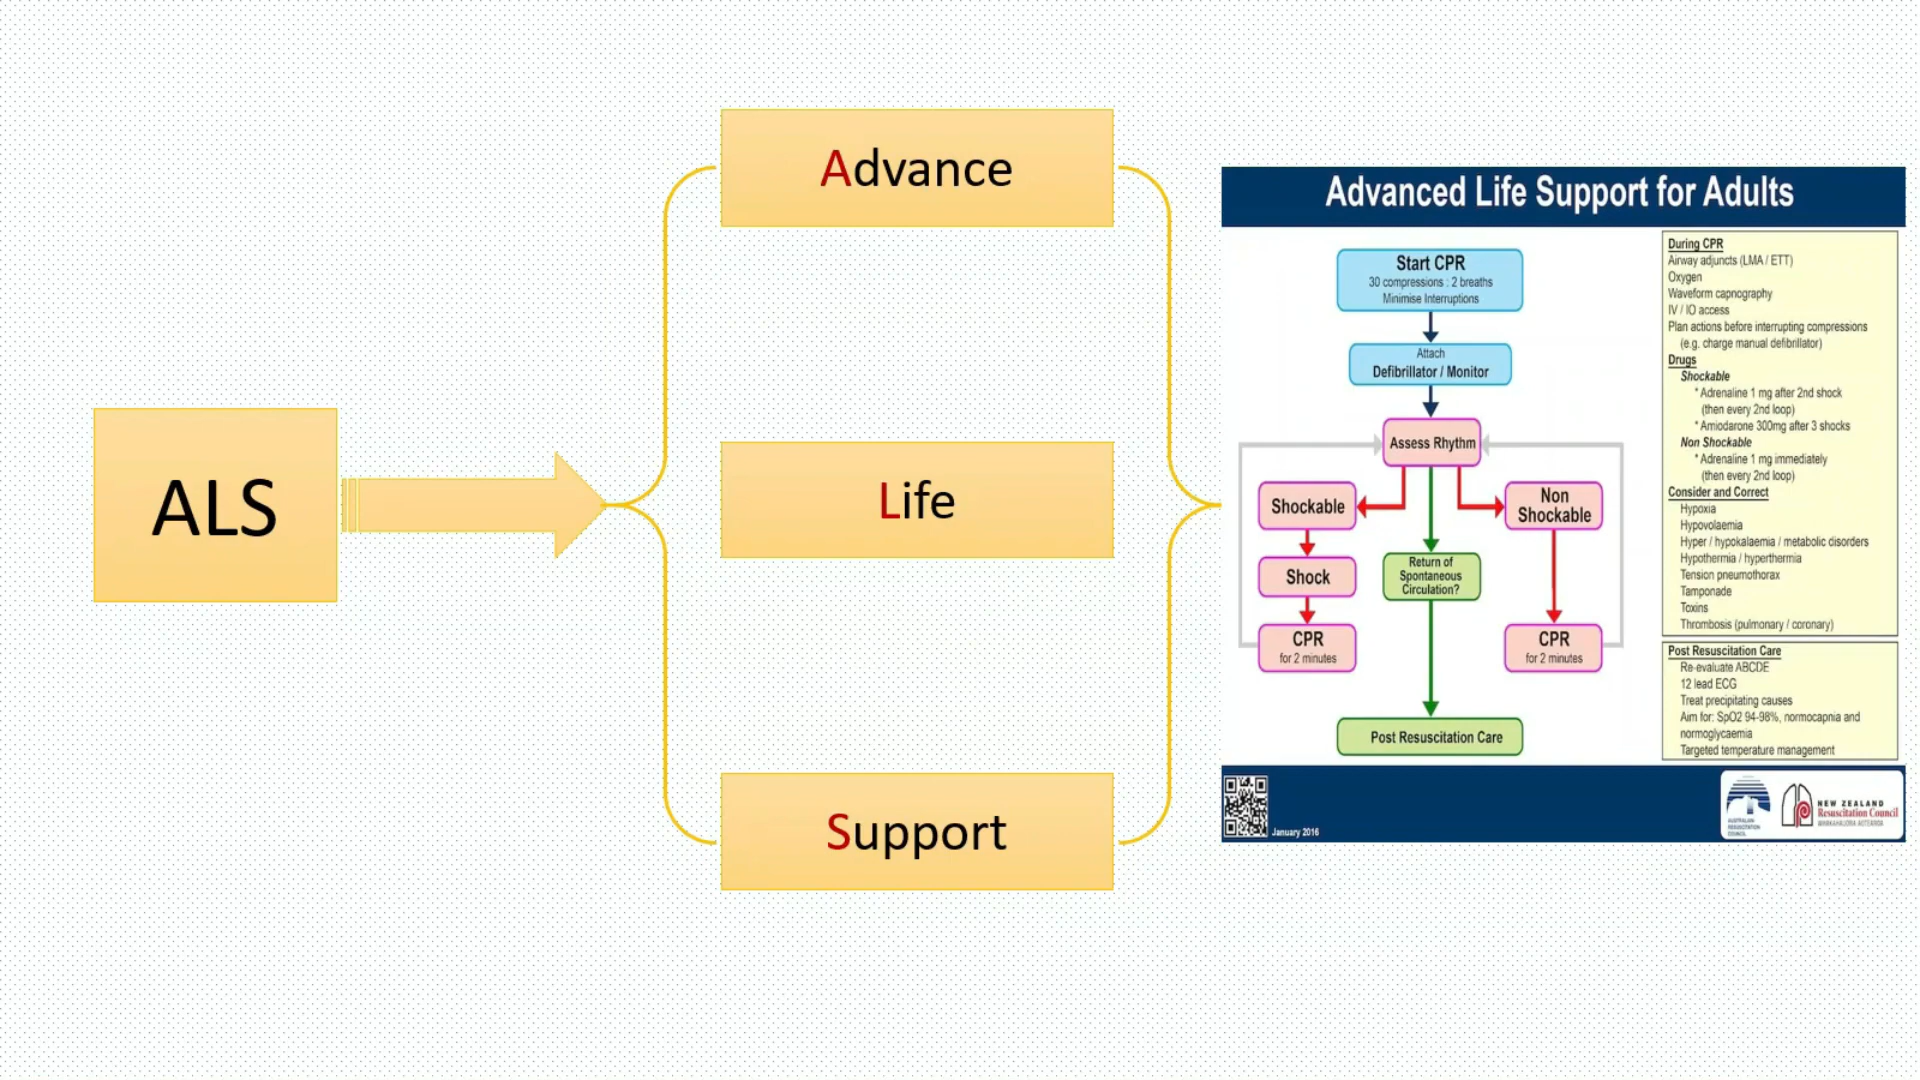 ALS
Advance
Life
Support
Advanced Life Support for Adults
Start CPR
30 compressions : 2 breaths
Minimise Interruptions
Attach
Defibrillator / Monitor
Assess Rhythm
Shockable
Non
Shockable
Shock
Return of
Spontaneous
Circulation?
CPR
for 2 minutes
CPR
for 2 minutes
Post Resuscitation Care
During CPR
Airway adjuncts (LMA / ETT)
Oxygen
Waveform capnography
IV / IO access
Plan actions before interrupting compressions
(e.g. charge manual defibrillator)
Drugs
Shockable
* Adrenaline 1 mg after 2nd shock
(then every 2nd loop)
* Amiodarone 300mg after 3 shocks
Non Shockable
* Adrenaline 1 mg immediately
(then every 2nd loop)
Consider and Correct
Hypoxia
Hypovolaemia
Hyper / hypokalaemia / metabolic disorders
Hypothermia / hyperthermia
Tension pneumothorax
Tamponade
Toxins
Thrombosis (pulmonary / coronary)
Post Resuscitation Care
Re-evaluate ABCDE
12 lead ECG
Treat precipitating causes
Aim for: SpO2 94-98%, normocapnia and
normoglycaemia
Targeted temperature management
January 2016
AUSTRALIAN
RESUSCITATION
COUNCIL
NEW ZEALAND
Resuscitation Council